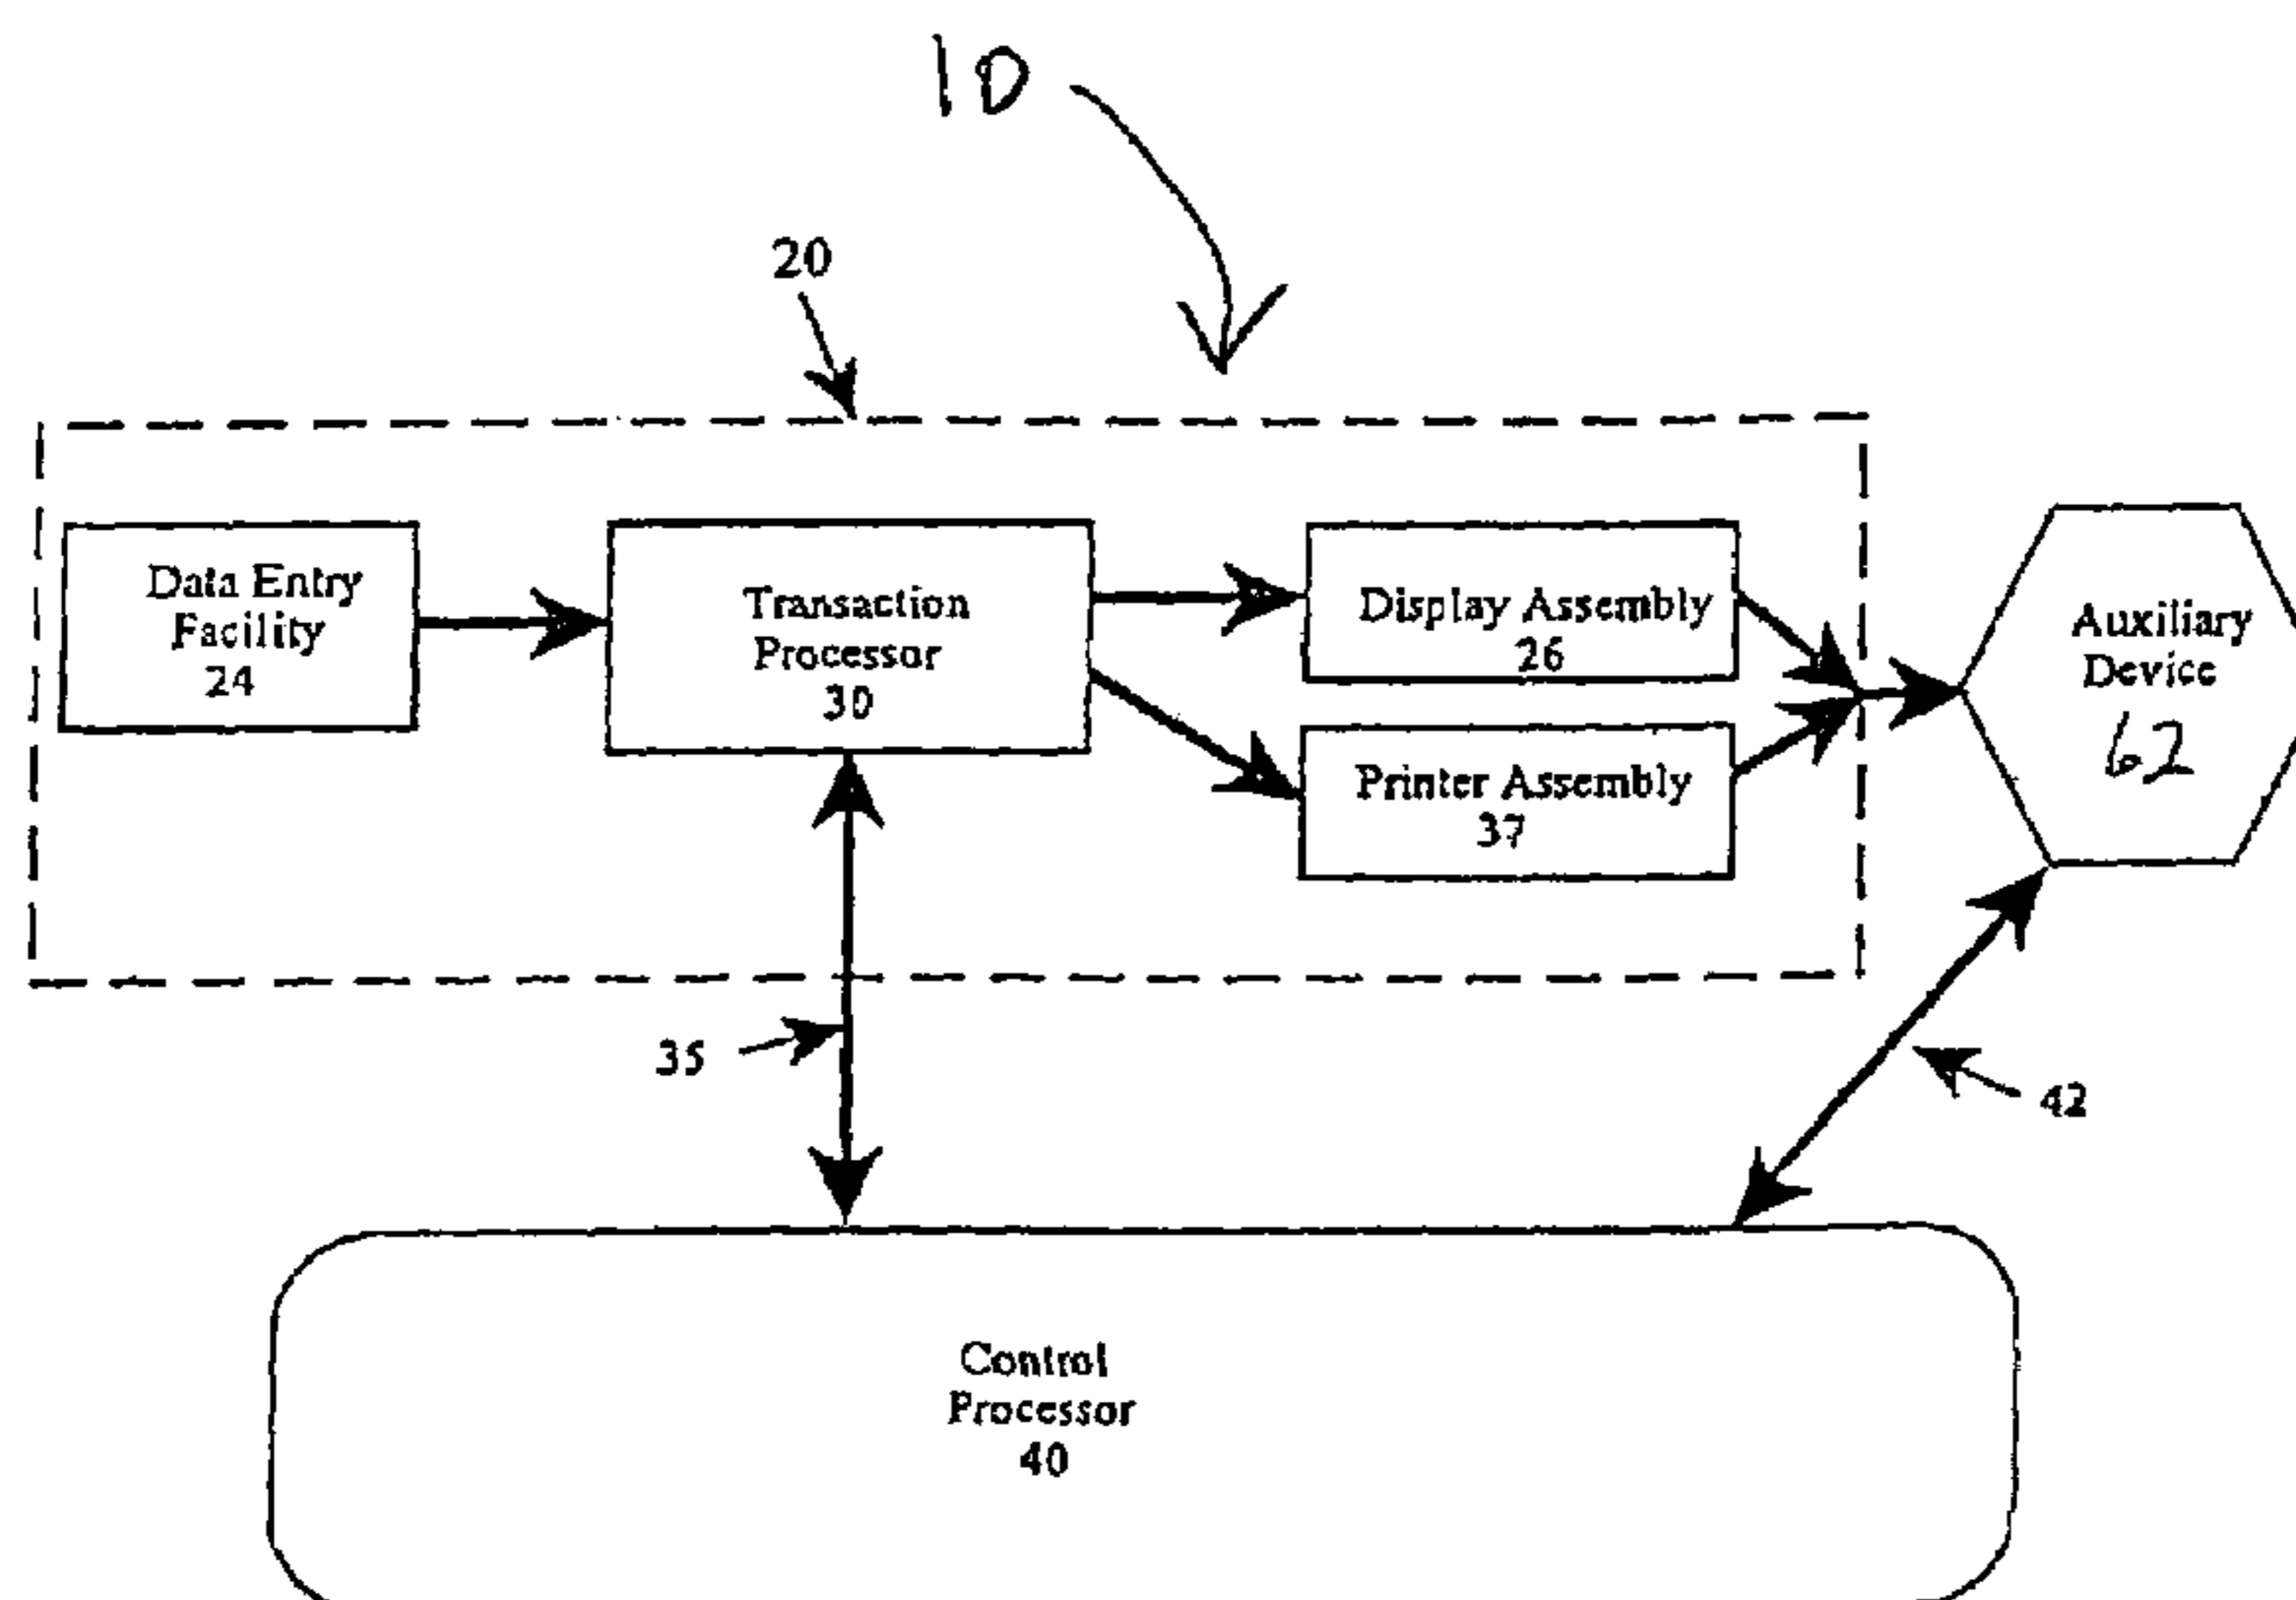 10
20
Data Entry
Facility
24
Transaction
Processor
30
Display Assembly
26
Printer Assembly
37
Auxiliary
Device
62
35
42
Control
Processor
40